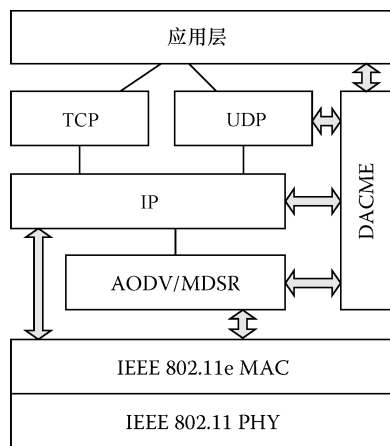 应用层
TCP
UDP
IP
DACME
AODV/MDSR
IEEE 802.11e MAC
IEEE 802.11 PHY